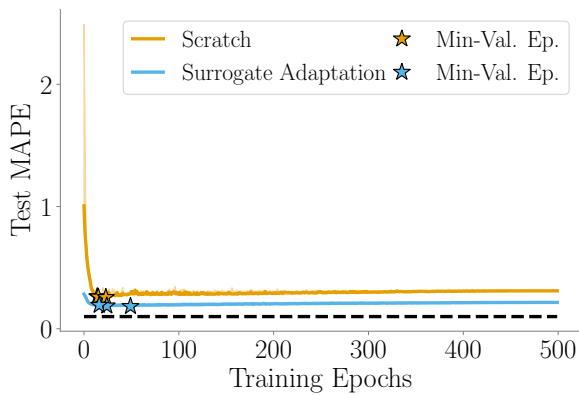 Scratch
Min-Val. Ep.
Surrogate Adaptation
Min-Val. Ep.
Test MAPE
2
1
0
0
100
200
300
400
500
Training Epochs